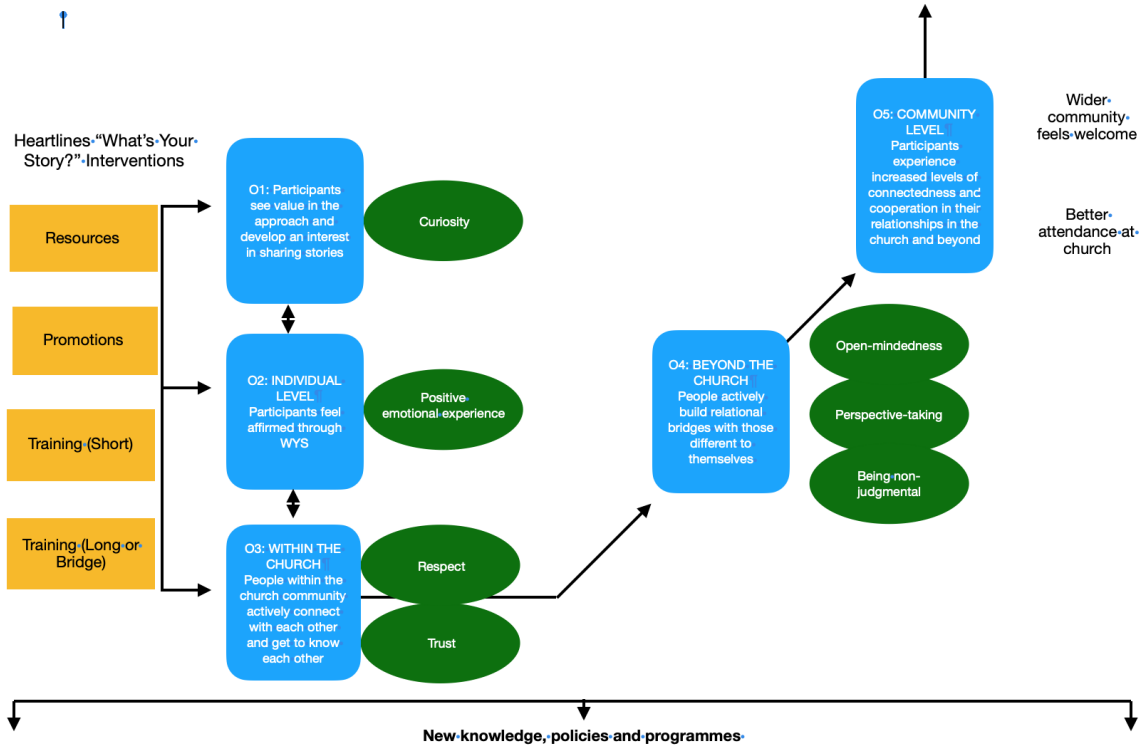 Heartlines "What's Your
Story?" Interventions
Resources
Promotions
Training (Short)
Training (Long or
Bridge)
O1: Participants
see value in the
approach and
develop an interest
in sharing stories
Curiosity
O2: INDIVIDUAL
LEVEL¶
Participants feel
affirmed through
WYS
Positive
emotional experience
O3: WITHIN THE
CHURCH¶
People within the
church community
actively connect
with each other
and get to know
each other
Respect
Trust
O4: BEYOND THE
CHURCH¶
People actively
build relational
bridges with those
different to
themselves
Open-mindedness
Perspective-taking
Being non-
judgmental
O5: COMMUNITY
LEVEL¶
Participants
experience
increased levels of
connectedness and
cooperation in their
relationships in the
church and beyond
Wider
community
feels welcome
Better
attendance at
church
New knowledge, policies and programmes